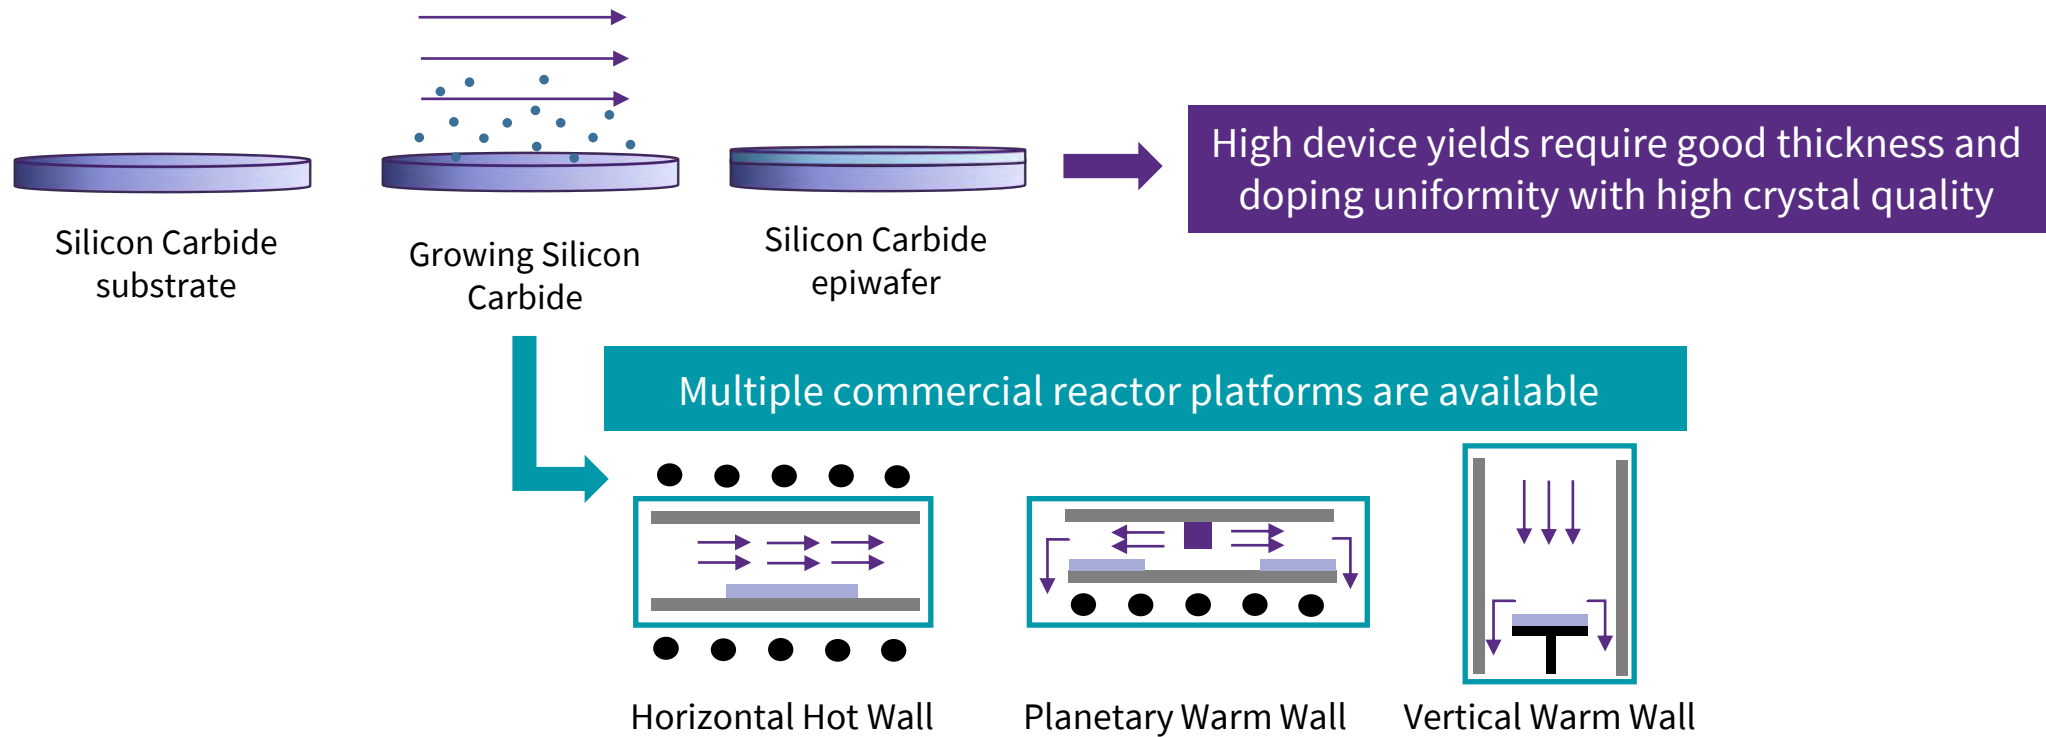 Silicon Carbide
substrate
Growing Silicon
Carbide
Silicon Carbide
epiwafer
High device yields require good thickness and
doping uniformity with high crystal quality
Multiple commercial reactor platforms are available
Horizontal Hot Wall
Planetary Warm Wall
Vertical Warm Wall